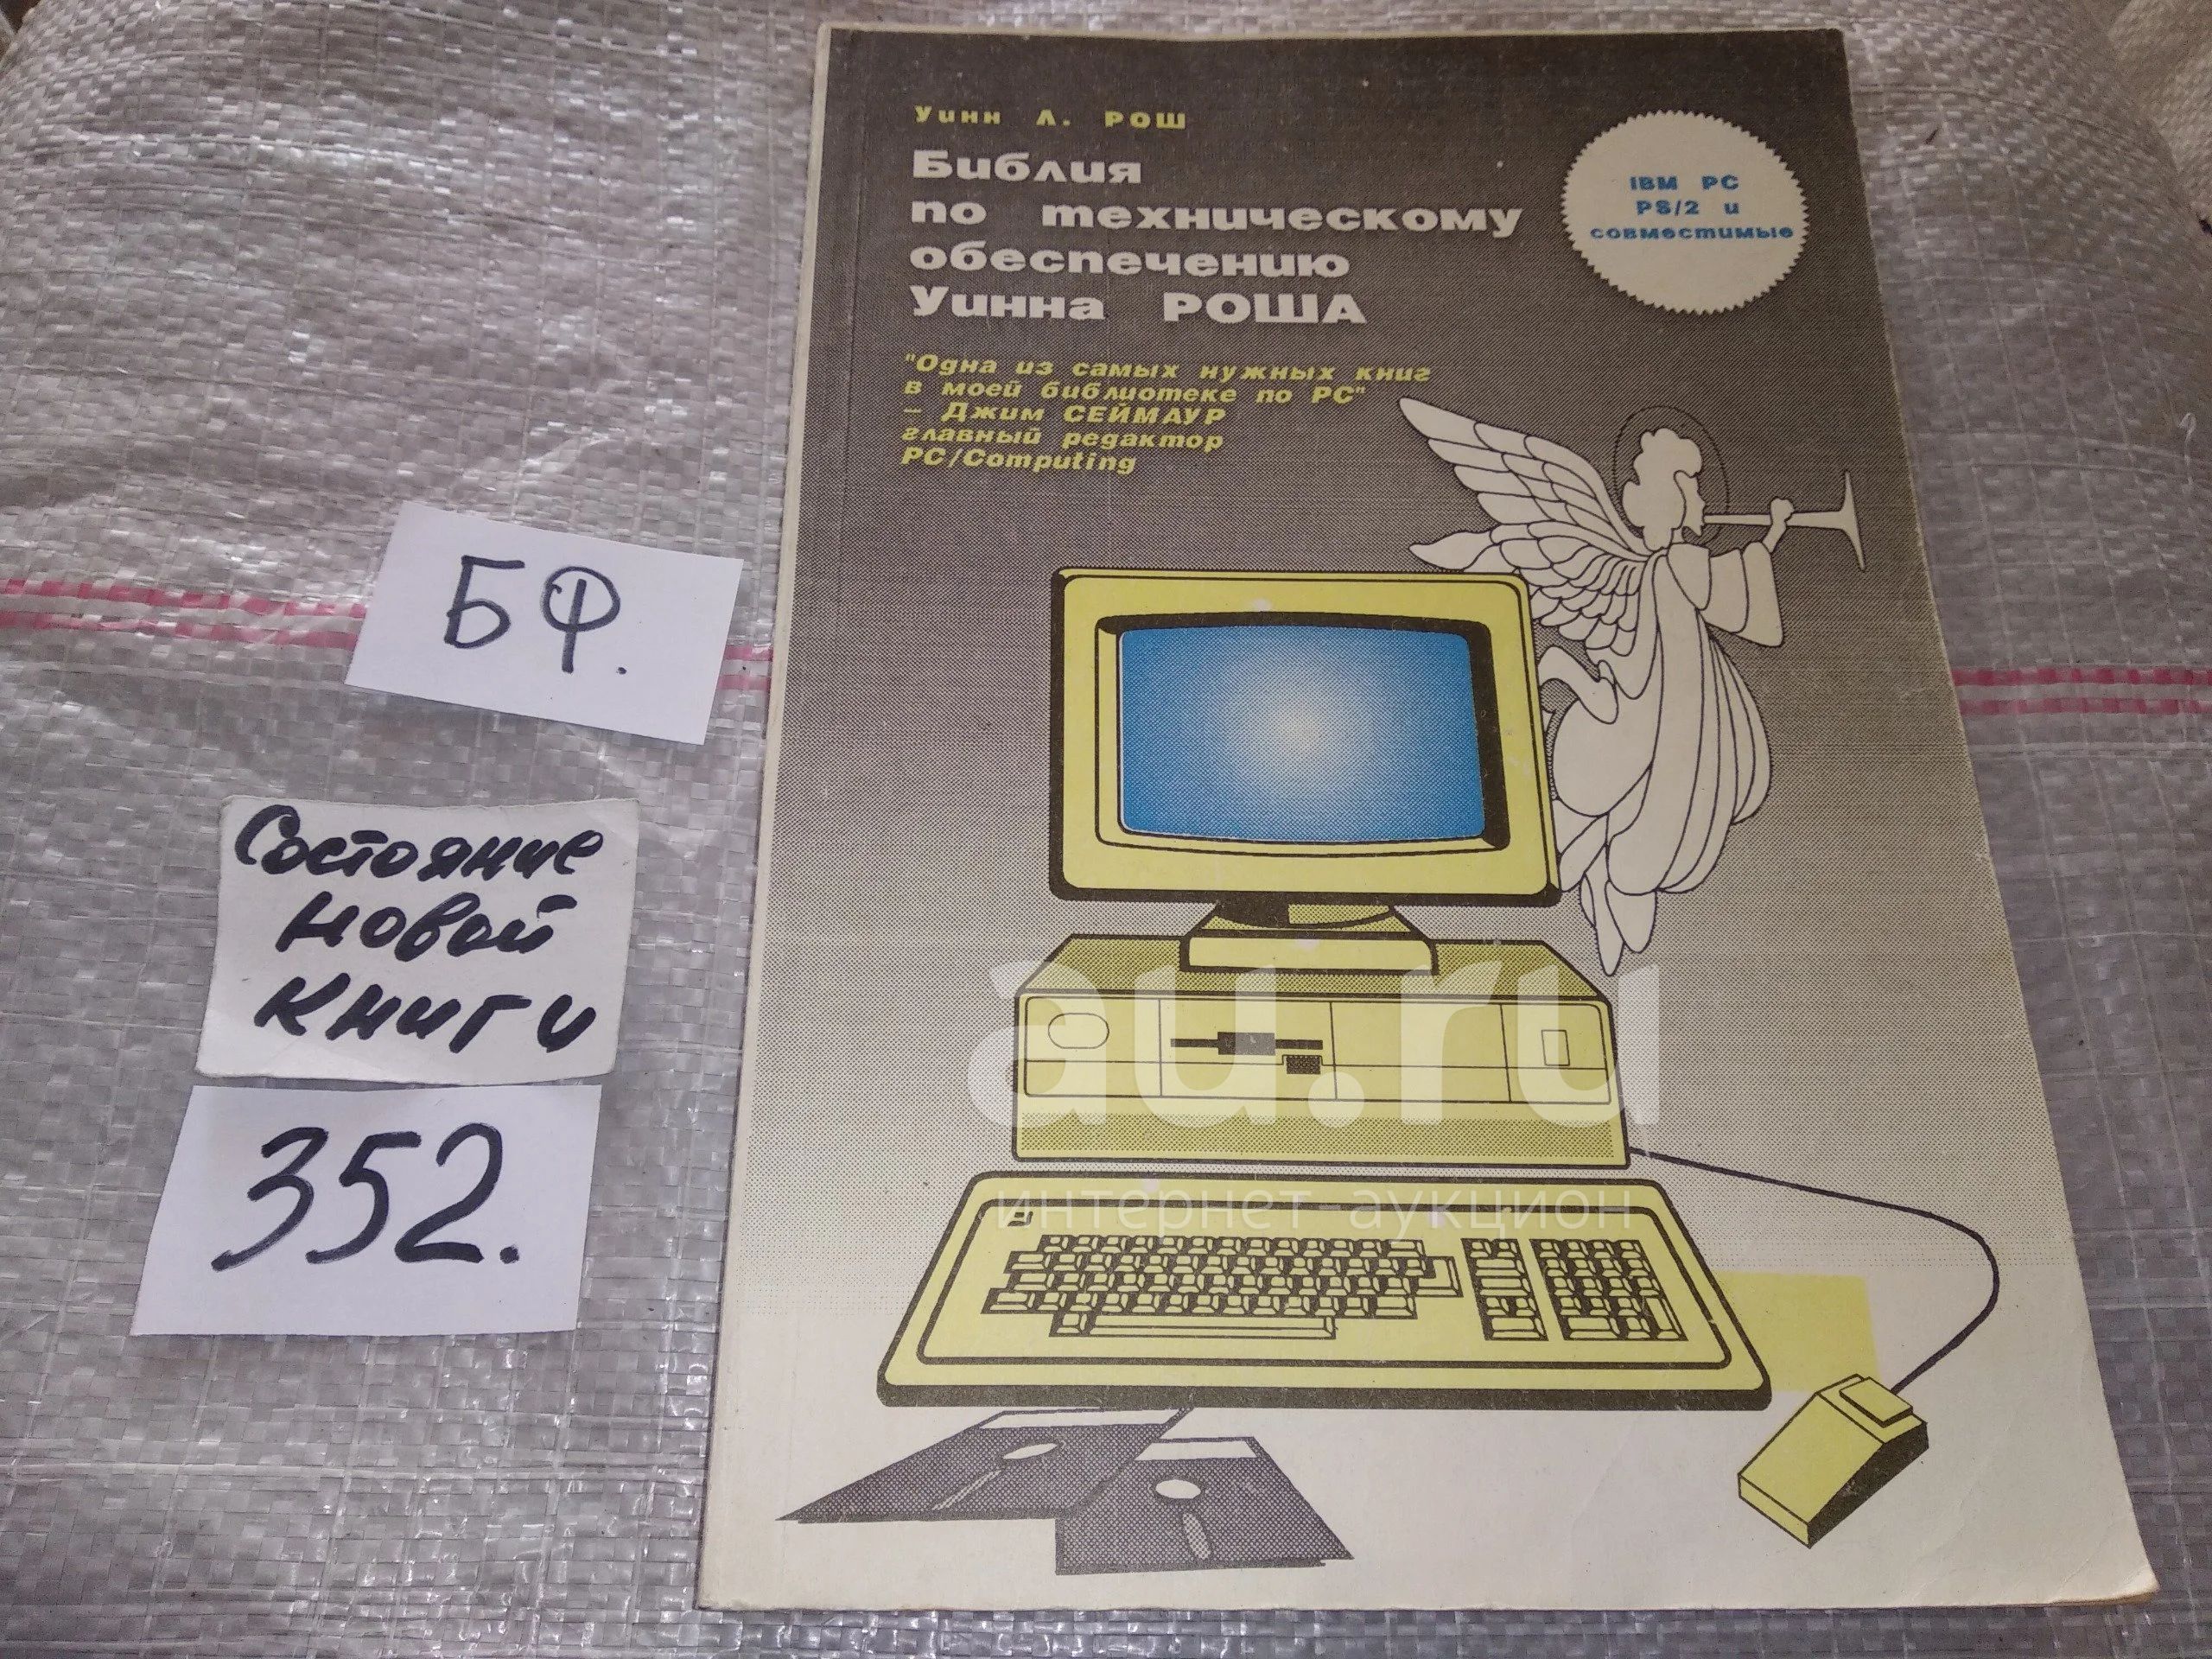 Уинн Л. РОШ
Библия
по техническому
обеспечению
Уинна РОША
IBM PC
PS/2 и
совместимые
"Одна из самых нужных книг
в моей библиотеке по PC"
– Джим СЕЙМАУР
главный редактор
PC/Computing
БФ.
Состояние
новой
книги
352.
au.ru
интернет-аукцион